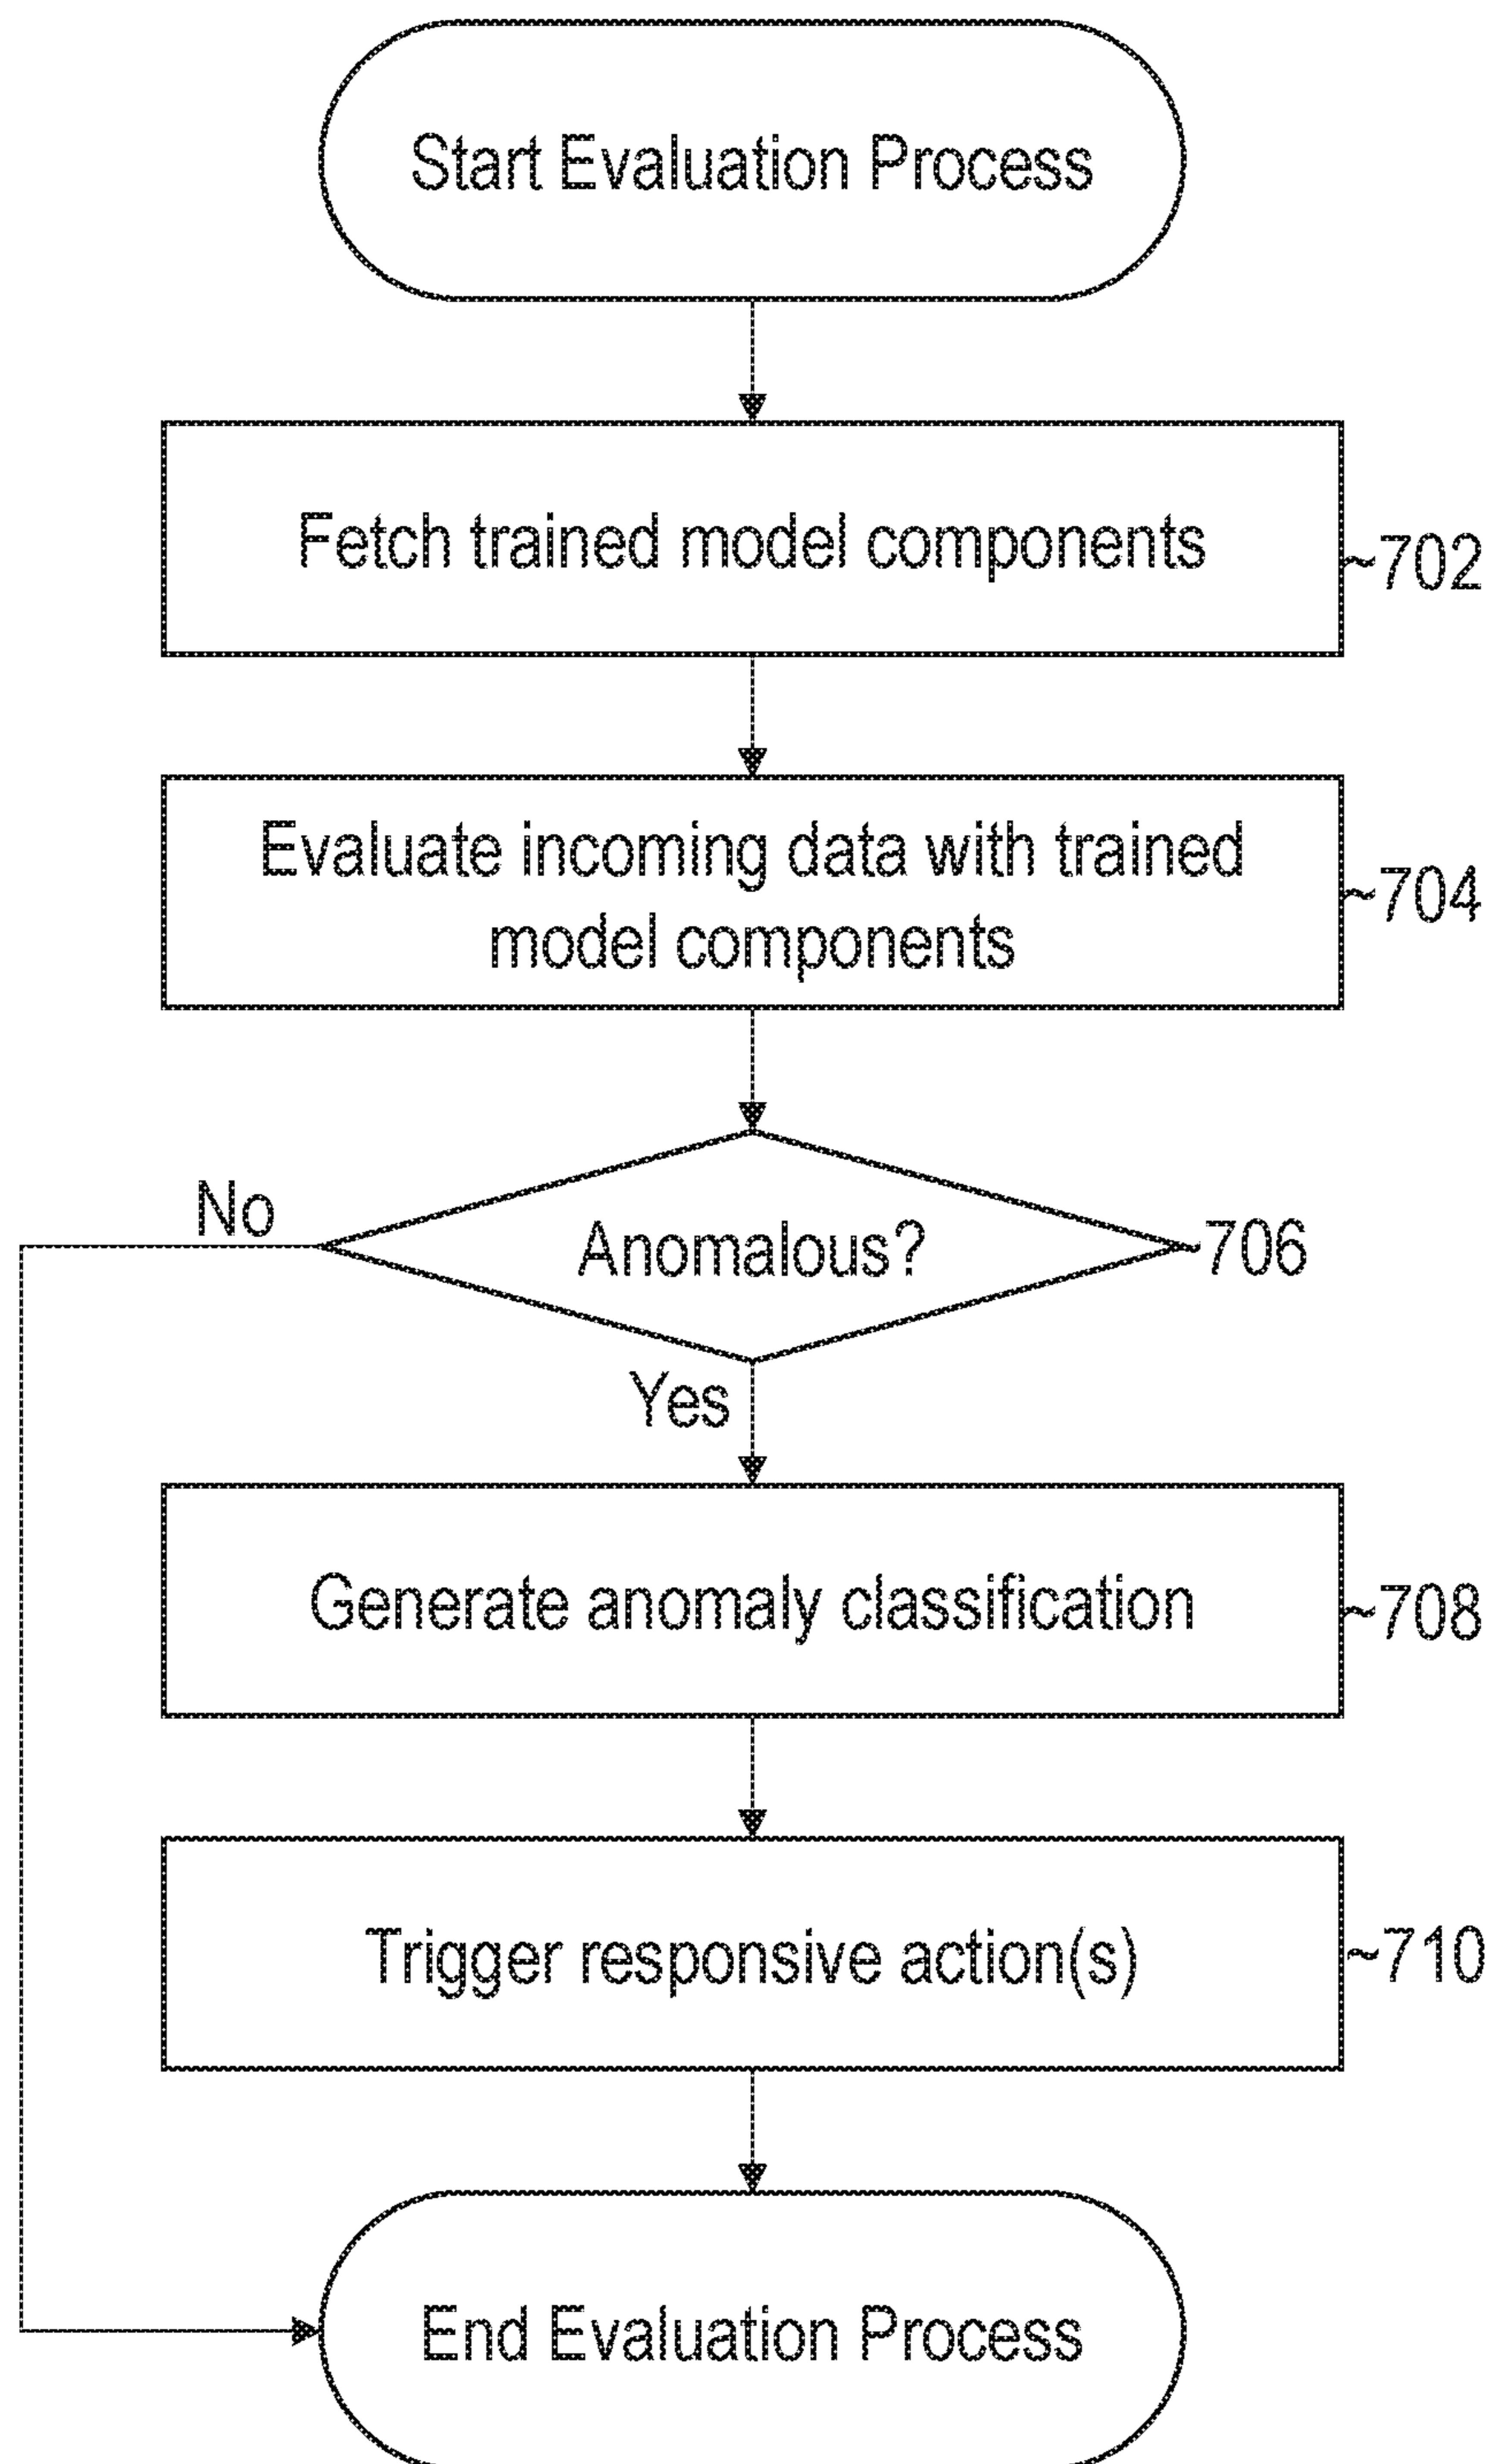 Start Evaluation Process
Fetch trained model components
~702
Evaluate incoming data with trained
model components
~704
Anomalous?
~706
No
Yes
Generate anomaly classification
~708
Trigger responsive action(s)
~710
End Evaluation Process